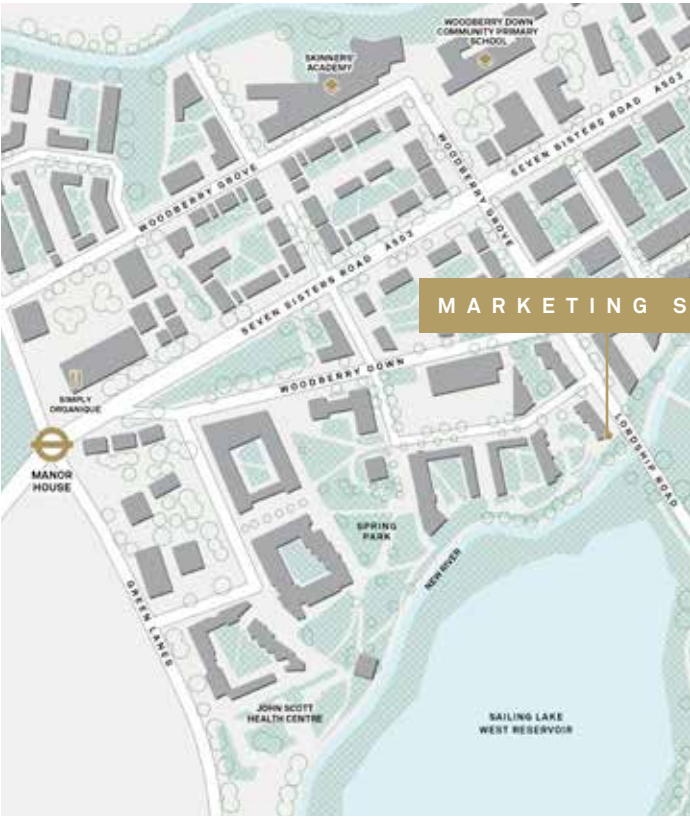 WOODBERRY DOWN
COMMUNITY PRIMARY
SCHOOL
SKINNERS'
ACADEMY
SEVEN SISTERS ROAD A503
WOODBERRY GROVE
WOODBERRY GROVE
SEVEN SISTERS ROAD A503
MARKETING S
WOODBERRY DOWN
SIMPLY
ORGANIQUE
MANOR
HOUSE
LORDSHIP ROAD
SPRING
PARK
NEW RIVER
GREEN LANES
JOHN SCOTT
HEALTH CENTRE
SAILING LAKE
WEST RESERVOIR